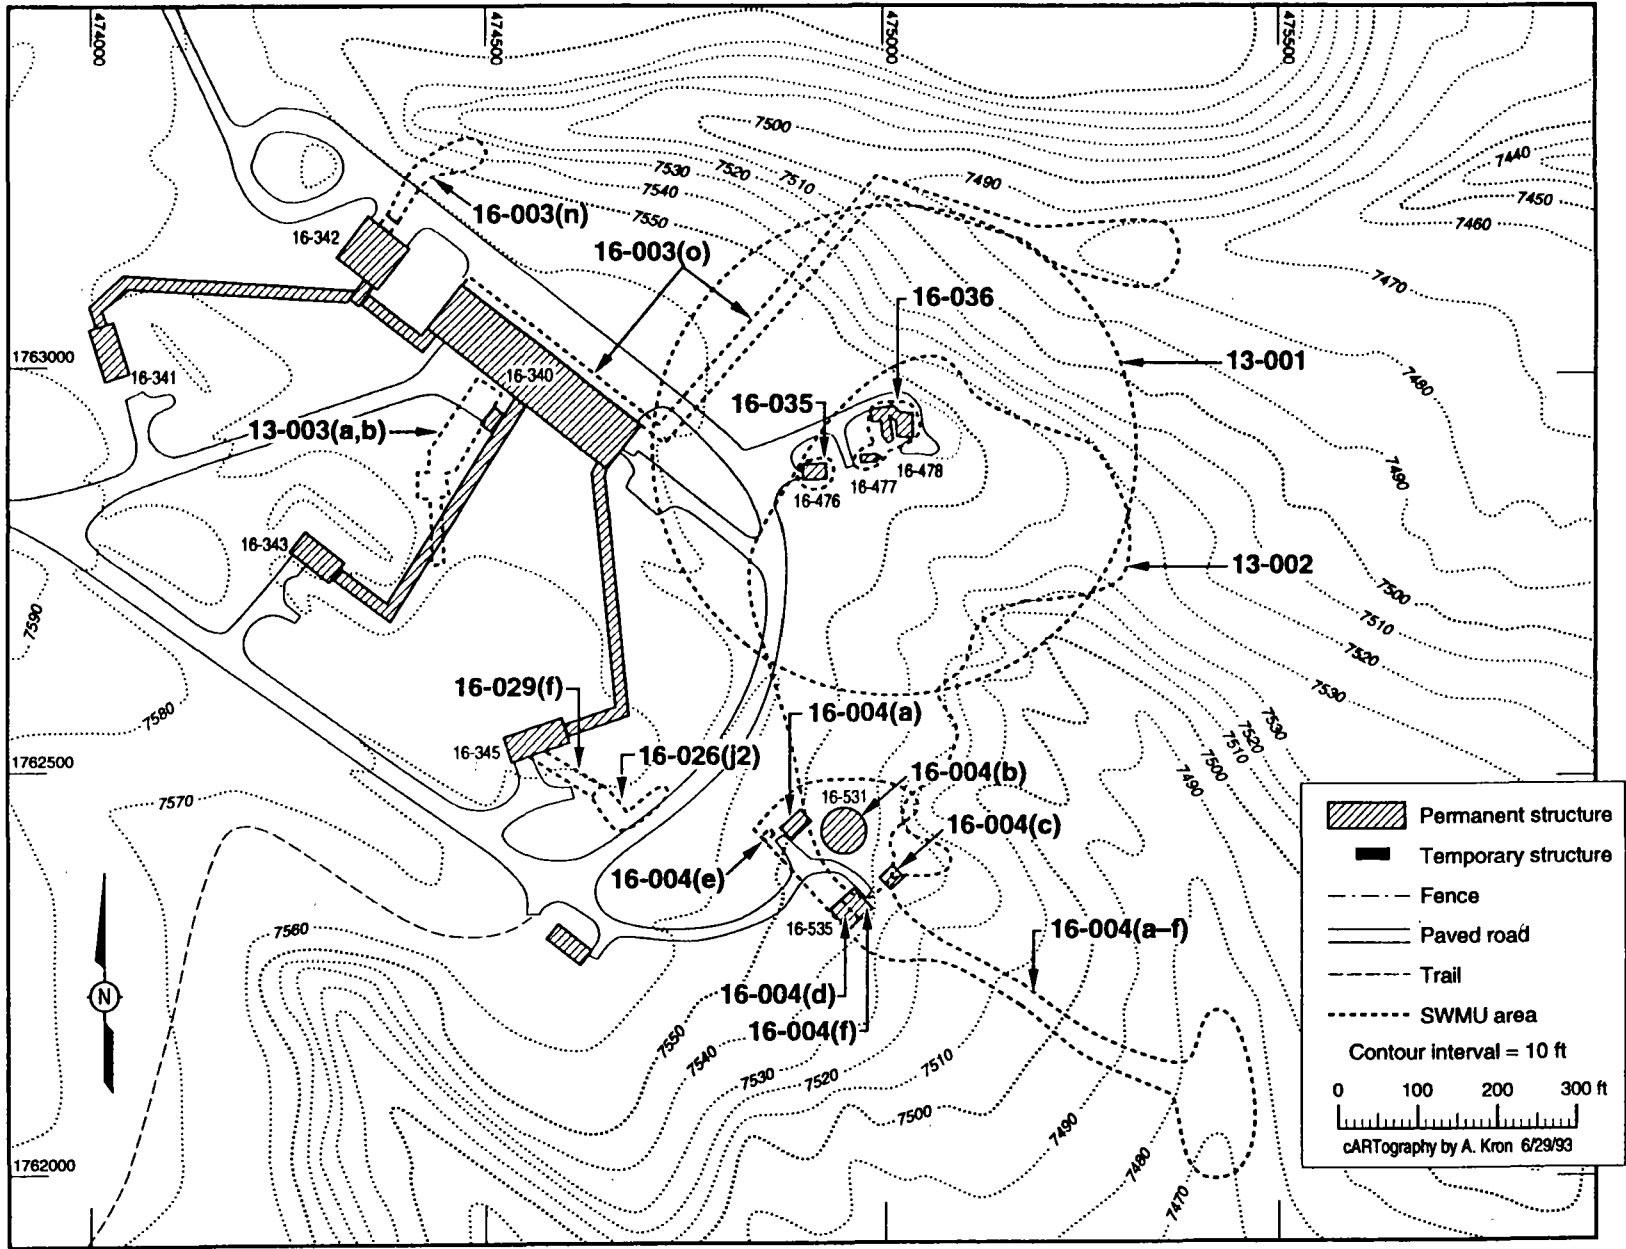 474000
474500
475000
475500
7500
7440
7530
7520
7510
7490
7540
7450
16-003(n)
7550
7460
16-342
16-003(o)
7470
16-036
1763000
13-001
16-341
16-340
7480
16-035
13-003(a,b)
16-476
16-477
16-478
7490
16-343
13-002
7590
7500
7510
7520
7530
16-029(f)
7580
16-004(a)
7530
7520
7510
7500
7490
16-345
16-026(j2)
1762500
16-004(b)
16-531
7570
16-004(c)
Permanent structure
Temporary structure
16-004(e)
Fence
7560
16-535
16-004(a–f)
Paved road
Trail
16-004(d)
SWMU area
16-004(f)
7550
7540
7530
7520
7510
Contour interval = 10 ft
0 100 200 300 ft
7500
7490
cARTography by A. Kron 6/29/93
1762000
7480
7470
N